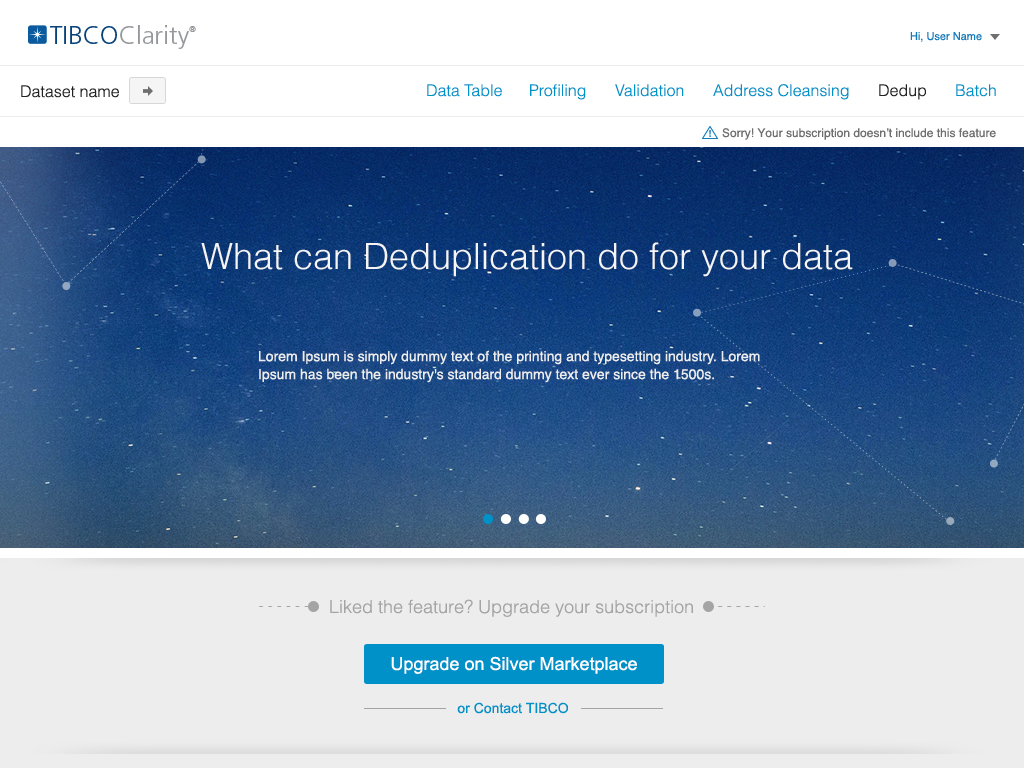 TIBCOClarity®
Hi, User Name
Dataset name
Data Table Profiling Validation Address Cleansing Dedup Batch
Sorry! Your subscription doesn't include this feature
What can Deduplication do for your data
Lorem Ipsum is simply dummy text of the printing and typesetting industry. Lorem
Ipsum has been the industry's standard dummy text ever since the 1500s.
Liked the feature? Upgrade your subscription
Upgrade on Silver Marketplace
or Contact TIBCO